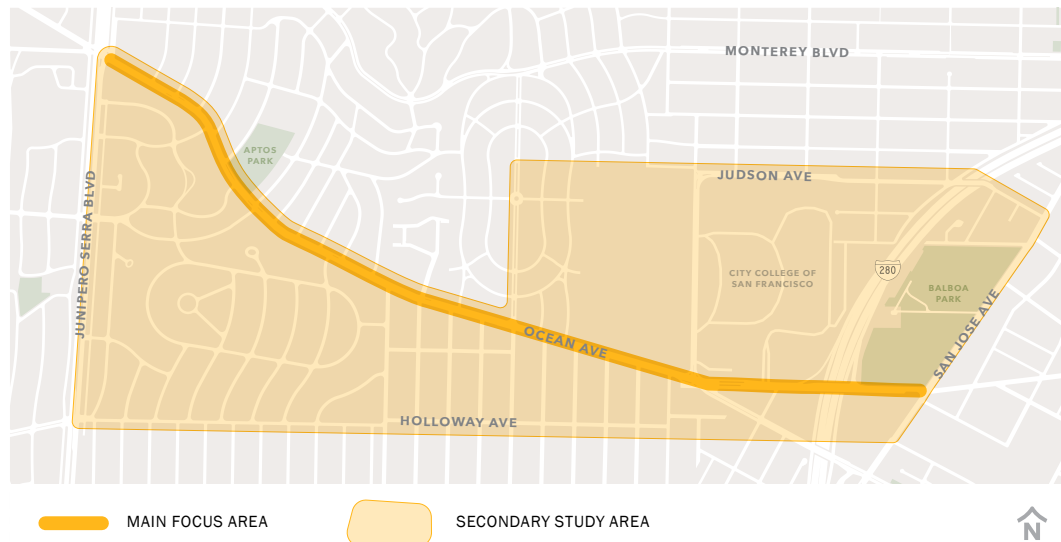 MONTEREY BLVD
APTOS
PARK
JUDSON AVE
JUNIPERO SERRA BLVD
CITY COLLEGE OF
SAN FRANCISCO
280
BALBOA
PARK
SAN JOSE AVE
OCEAN AVE
HOLLOWAY AVE
MAIN FOCUS AREA
SECONDARY STUDY AREA
N